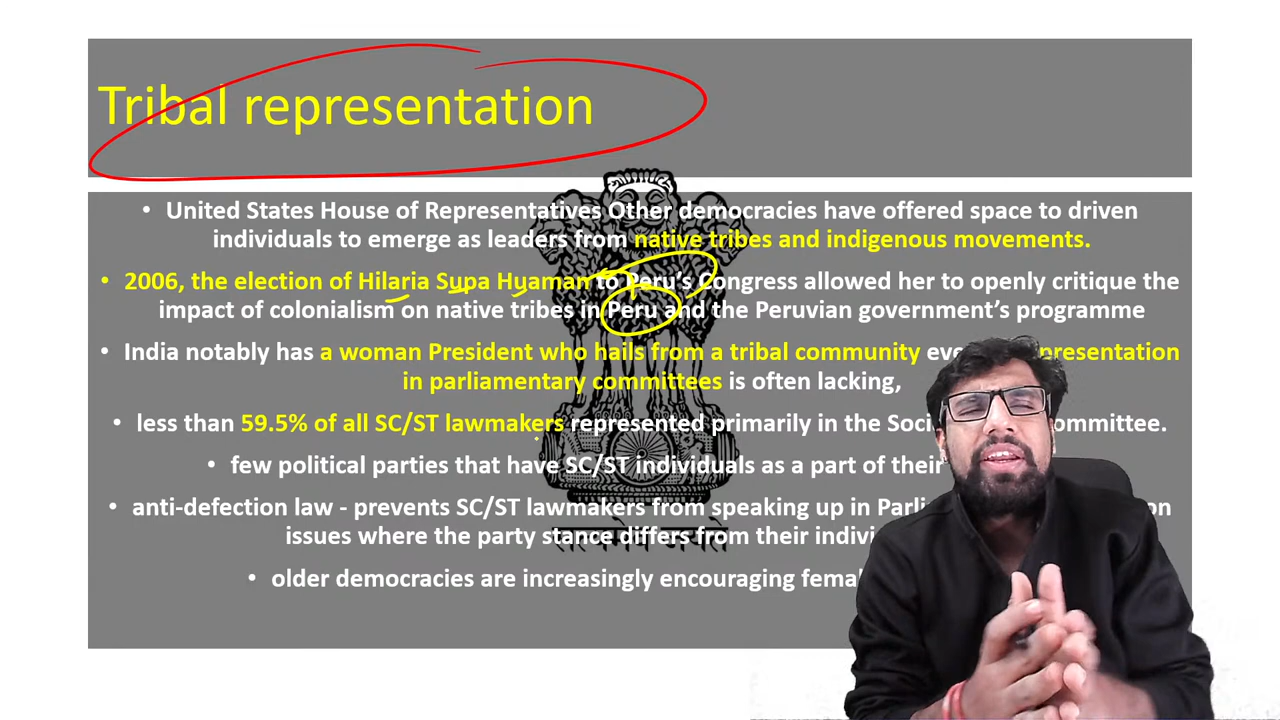 Tribal representation
• United States House of Representatives Other democracies have offered space to driven
individuals to emerge as leaders from native tribes and indigenous movements.
• 2006, the election of Hilaria Supa Huaman to Peru's Congress allowed her to openly critique the
impact of colonialism on native tribes in Peru and the Peruvian government's programme
• India notably has a woman President who hails from a tribal community
in parliamentary committees is often lacking,
• less than 59.5% of all SC/ST lawmakers represented primarily in the
• few political parties that have SC/ST individuals as a part of their
• anti-defection law - prevents SC/ST lawmakers from speaking up in on
issues where the party stance differs from their
• older democracies are increasingly encouraging
सत्यमेव जयते